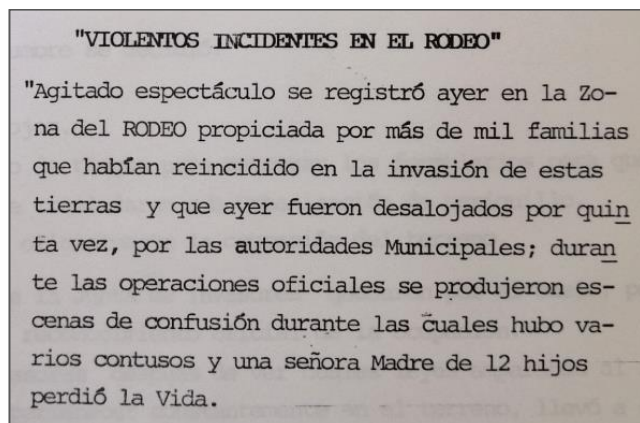 "VIOLENTOS INCIDENTES EN EL RODEO"
"Agitado espectáculo se registró ayer en la Zo-
na del RODEO propiciada por más de mil familias
que habían reincidido en la invasión de estas
tierras y que ayer fueron desalojados por quin
ta vez, por las autoridades Municipales; duran
te las operaciones oficiales se produjeron es-
cenas de confusión durante las cuales hubo va-
rios contusos y una señora Madre de 12 hijos
perdió la Vida.